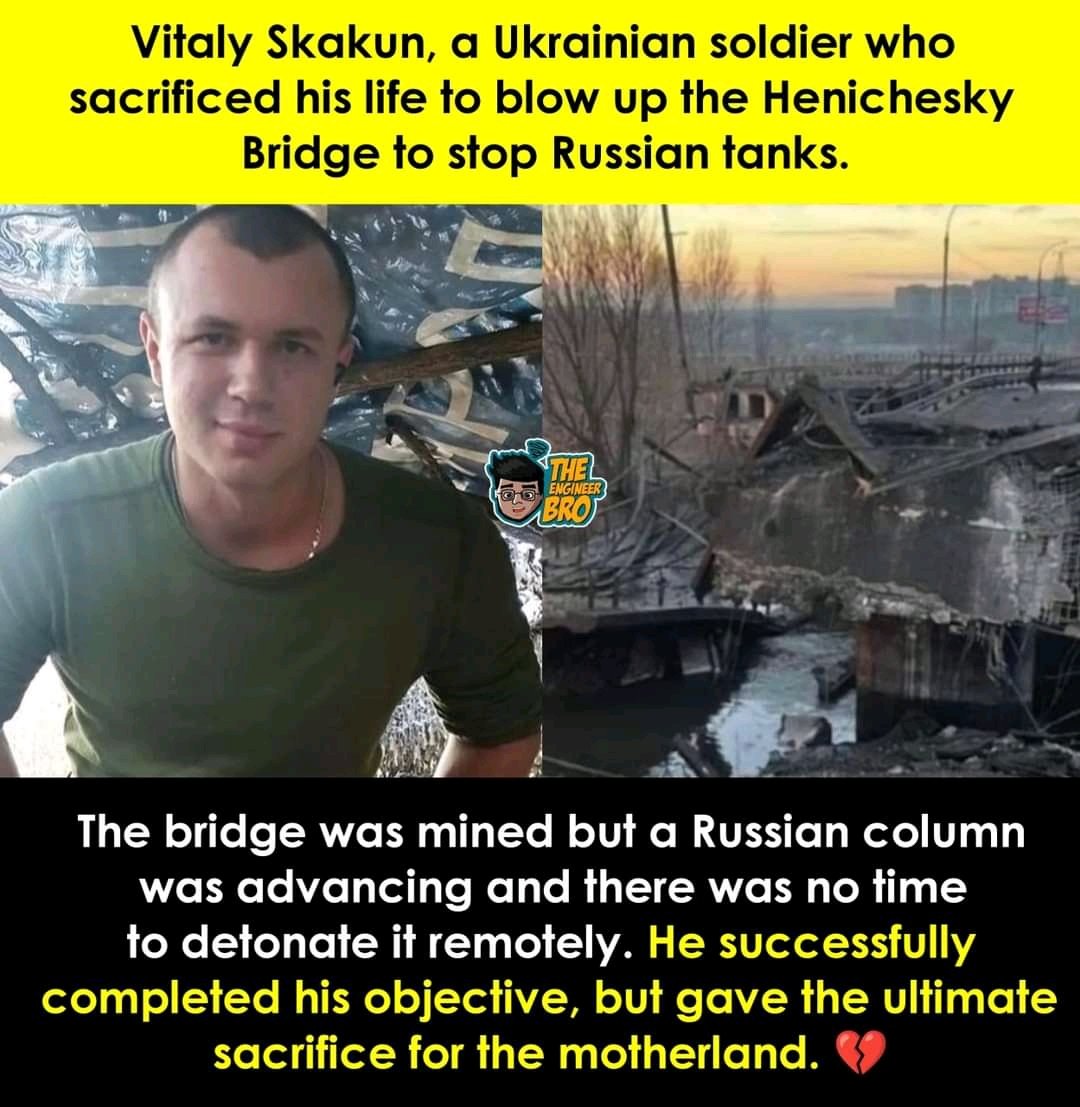 Vitaly Skakun, a Ukrainian soldier who
sacrificed his life to blow up the Henichesky
Bridge to stop Russian tanks.
THE
ENGINEER
BRO
The bridge was mined but a Russian column
was advancing and there was no time
to detonate it remotely. He successfully
completed his objective, but gave the ultimate
sacrifice for the motherland. 💔